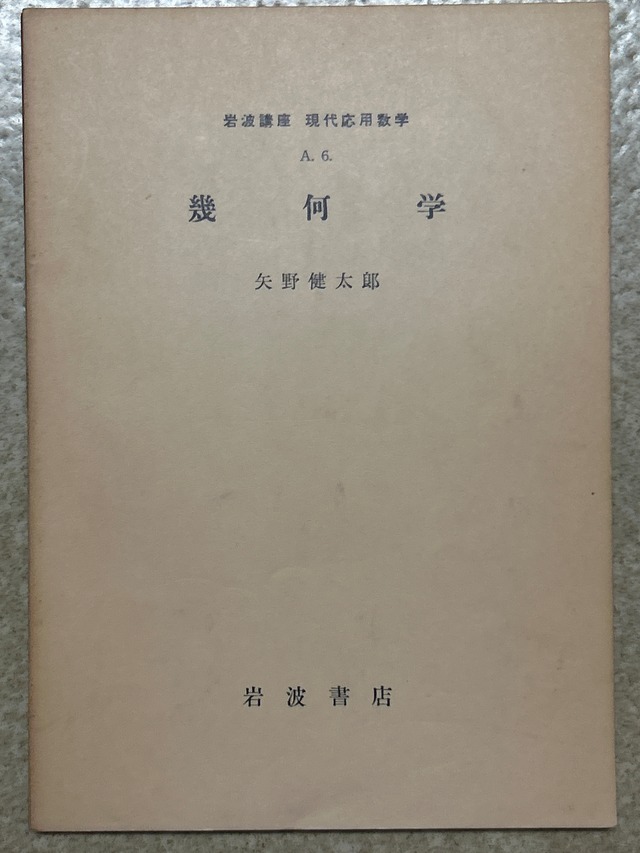 岩波講座 現代応用数学
A. 6.
幾何学
矢野健太郎
岩波書店